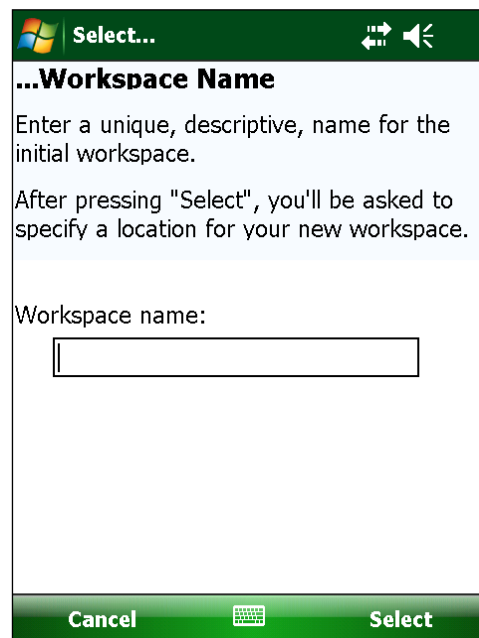 Select...
...Workspace Name
Enter a unique, descriptive, name for the
initial workspace.
After pressing "Select", you'll be asked to
specify a location for your new workspace.
Workspace name:
Cancel
Select